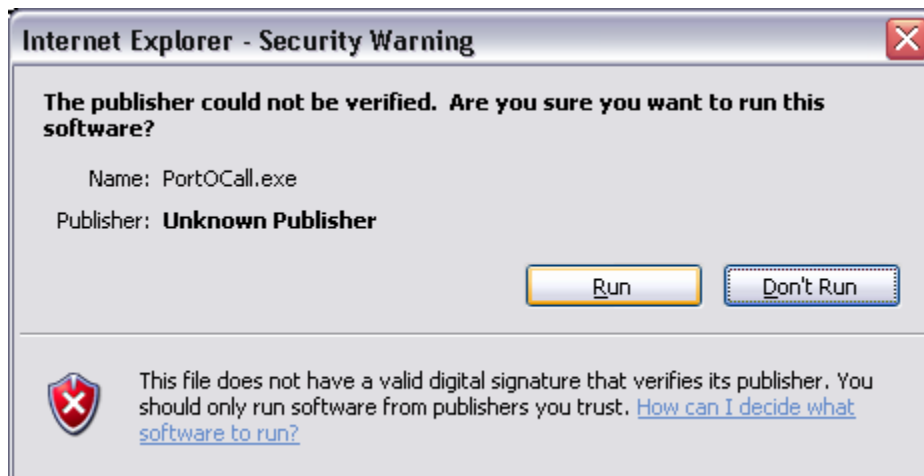 Internet Explorer - Security Warning
The publisher could not be verified.  Are you sure you want to run this
software?
Name: PortOCall.exe
Publisher: Unknown Publisher
Run
Don't Run
This file does not have a valid digital signature that verifies its publisher. You
should only run software from publishers you trust. How can I decide what
software to run?